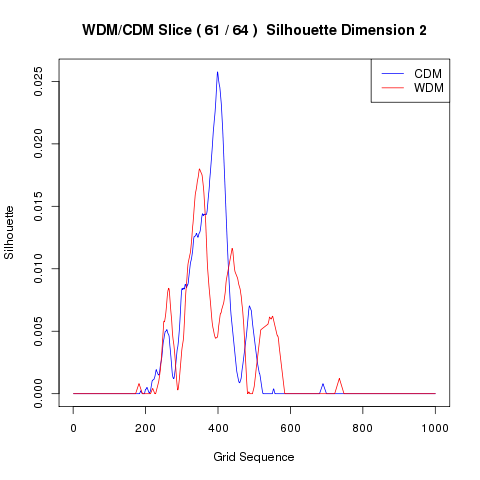 WDM/CDM Slice ( 61 / 64 )  Silhouette Dimension 2
CDM
WDM
Silhouette
0.025
0.020
0.015
0.010
0.005
0.000
0 200 400 600 800 1000
Grid Sequence